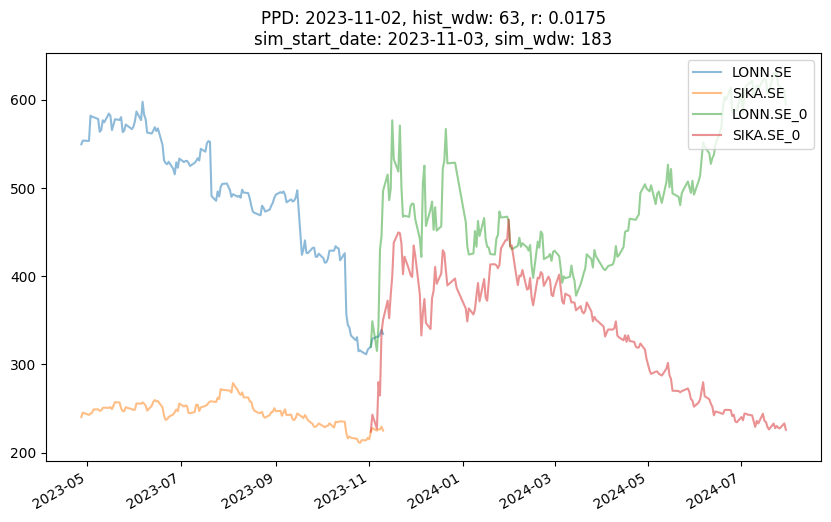 PPD: 2023-11-02, hist_wdw: 63, r: 0.0175
sim_start_date: 2023-11-03, sim_wdw: 183
LONN.SE
SIKA.SE
LONN.SE_0
SIKA.SE_0
600
500
400
300
200
2023-05
2023-07
2023-09
2023-11
2024-01
2024-03
2024-05
2024-07